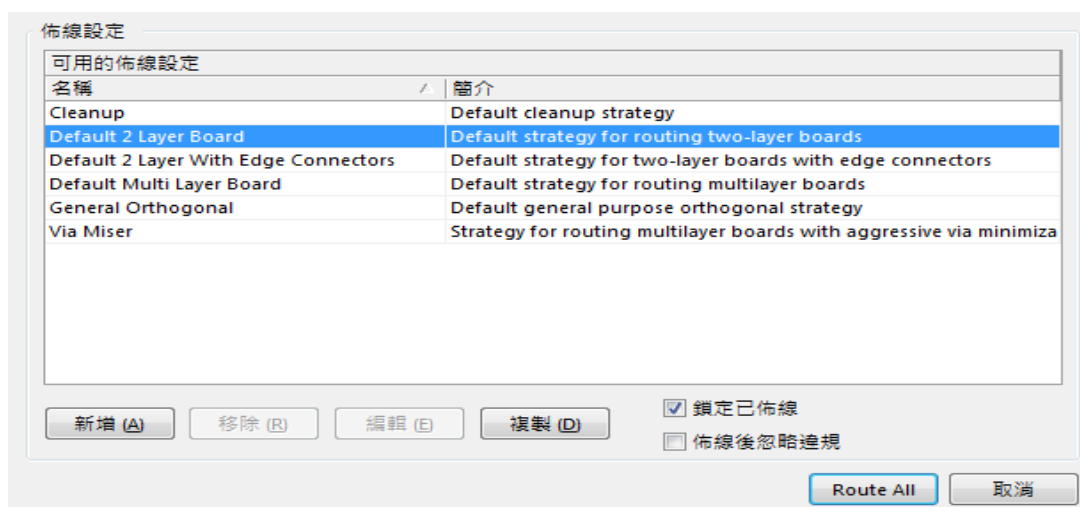 佈線設定
可用的佈線設定
名稱 簡介
Cleanup Default cleanup strategy
Default 2 Layer Board Default strategy for routing two-layer boards
Default 2 Layer With Edge Connectors Default strategy for two-layer boards with edge connectors
Default Multi Layer Board Default strategy for routing multilayer boards
General Orthogonal Default general purpose orthogonal strategy
Via Miser Strategy for routing multilayer boards with aggressive via minimiza
新增 (A) 移除 (R) 編輯 (E) 複製 (D) 鎖定已佈線
佈線後忽略違規
Route All 取消